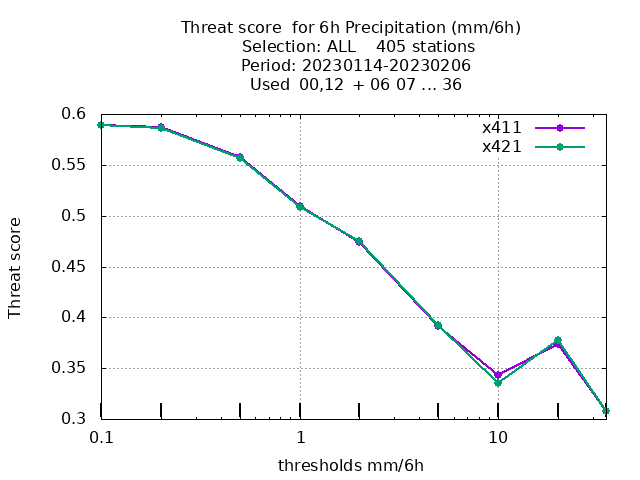 Threat score  for 6h Precipitation (mm/6h)
Selection: ALL    405 stations
Period: 20230114-20230206
Used  00,12  + 06 07 ... 36
x411
x421
0.6
0.55
0.5
0.45
0.4
0.35
0.3
Threat score
0.1
1
10
thresholds mm/6h